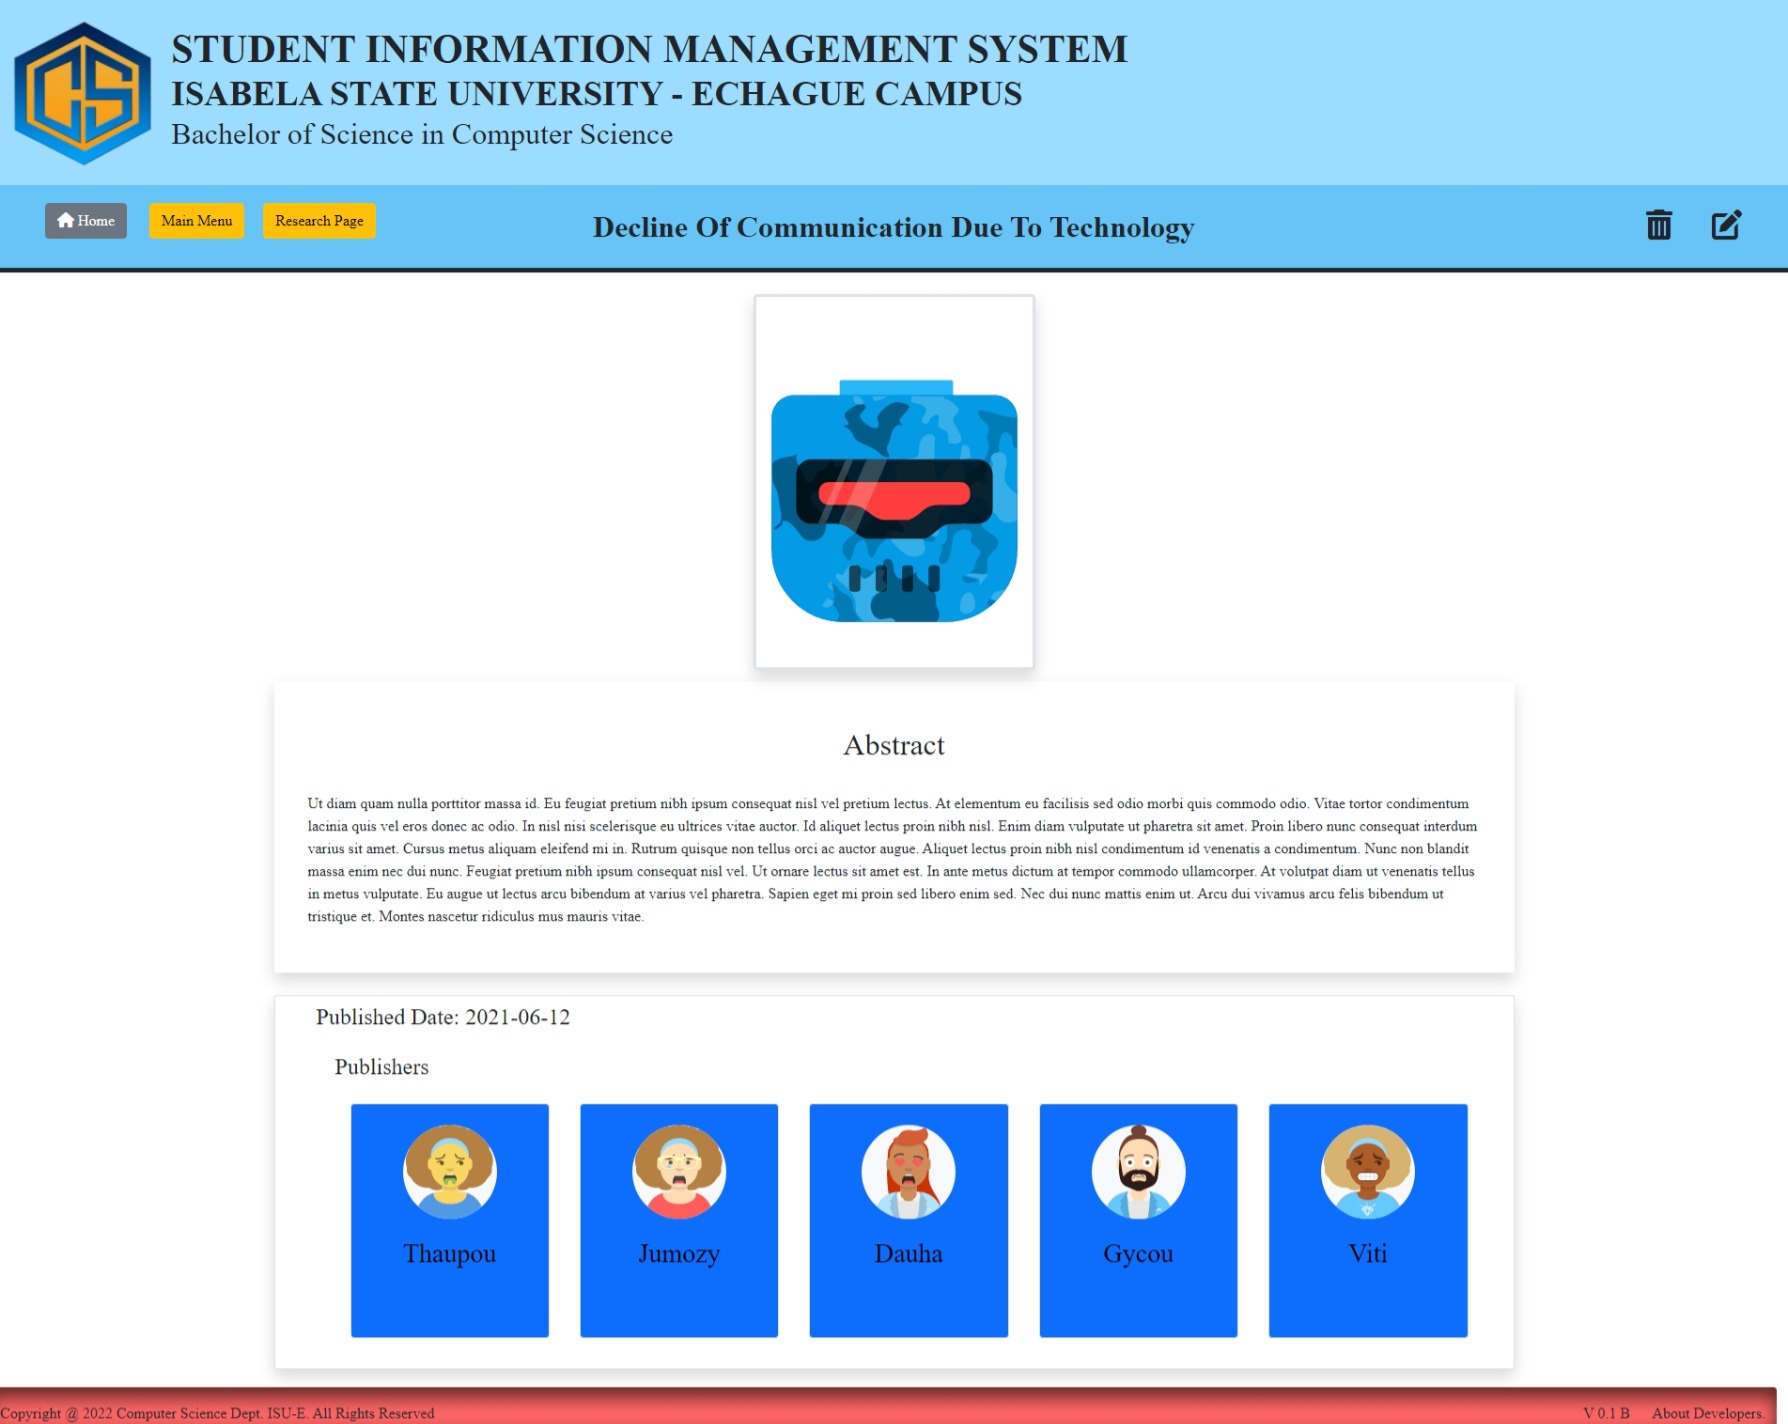 CS
STUDENT INFORMATION MANAGEMENT SYSTEM
ISABELA STATE UNIVERSITY - ECHAGUE CAMPUS
Bachelor of Science in Computer Science
Home
Main Menu
Research Page
Decline Of Communication Due To Technology
Abstract
Ut diam quam nulla porttitor massa id. Eu feugiat pretium nibh ipsum consequat nisl vel pretium lectus. At elementum eu facilisis sed odio morbi quis commodo odio. Vitae tortor condimentum
lacinia quis vel eros donec ac odio. In nisl nisi scelerisque eu ultrices vitae auctor. Id aliquet lectus proin nibh nisl. Enim diam vulputate ut pharetra sit amet. Proin libero nunc consequat interdum
varius sit amet. Cursus metus aliquam eleifend mi in. Rutrum quisque non tellus orci ac auctor augue. Aliquet lectus proin nibh nisl condimentum id venenatis a condimentum. Nunc non blandit
massa enim nec dui nunc. Feugiat pretium nibh ipsum consequat nisl vel. Ut ornare lectus sit amet est. In ante metus dictum at tempor commodo ullamcorper. At volutpat diam ut venenatis tellus
in metus vulputate. Eu augue ut lectus arcu bibendum at varius vel pharetra. Sapien eget mi proin sed libero enim sed. Nec dui nunc mattis enim ut. Arcu dui vivamus arcu felis bibendum ut
tristique et. Montes nascetur ridiculus mus mauris vitae.
Published Date: 2021-06-12
Publishers
Thaupou
Jumozy
Dauha
Gycou
Viti
Copyright @ 2022 Computer Science Dept. ISU-E. All Rights Reserved
V 0.1 B
About Developers.